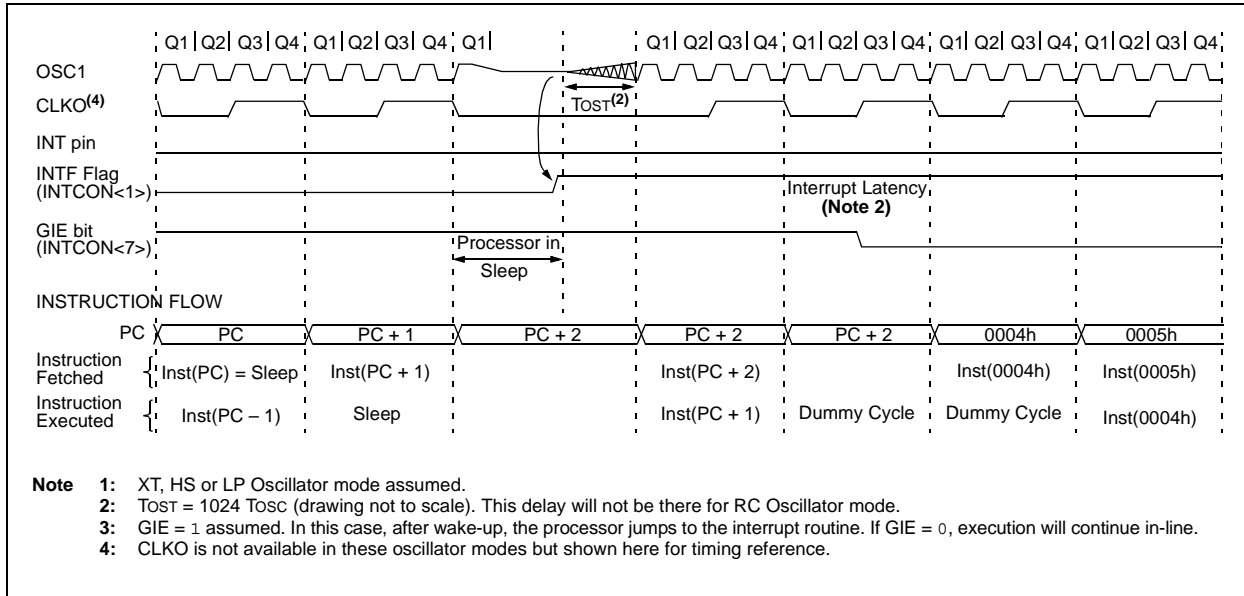 Q1 Q2 Q3 Q4 Q1 Q2 Q3 Q4 Q1 Q1 Q2 Q3 Q4 Q1 Q2 Q3 Q4 Q1 Q2 Q3 Q4 Q1 Q2 Q3 Q4
OSC1
CLKO(4)
TOST(2)
INT pin
INTF Flag
(INTCON<1>)
Interrupt Latency
(Note 2)
GIE bit
(INTCON<7>)
Processor in
Sleep
INSTRUCTION FLOW
PC PC PC + 1 PC + 2 PC + 2 PC + 2 0004h 0005h
Instruction
Fetched
Inst(PC) = Sleep Inst(PC + 1) Inst(PC + 2) Inst(0004h) Inst(0005h)
Instruction
Executed
Inst(PC – 1) Sleep Inst(PC + 1) Dummy Cycle Dummy Cycle Inst(0004h)
Note 1: XT, HS or LP Oscillator mode assumed.
2: TOST = 1024 TOSC (drawing not to scale). This delay will not be there for RC Oscillator mode.
3: GIE = 1 assumed. In this case, after wake-up, the processor jumps to the interrupt routine. If GIE = 0, execution will continue in-line.
4: CLKO is not available in these oscillator modes but shown here for timing reference.